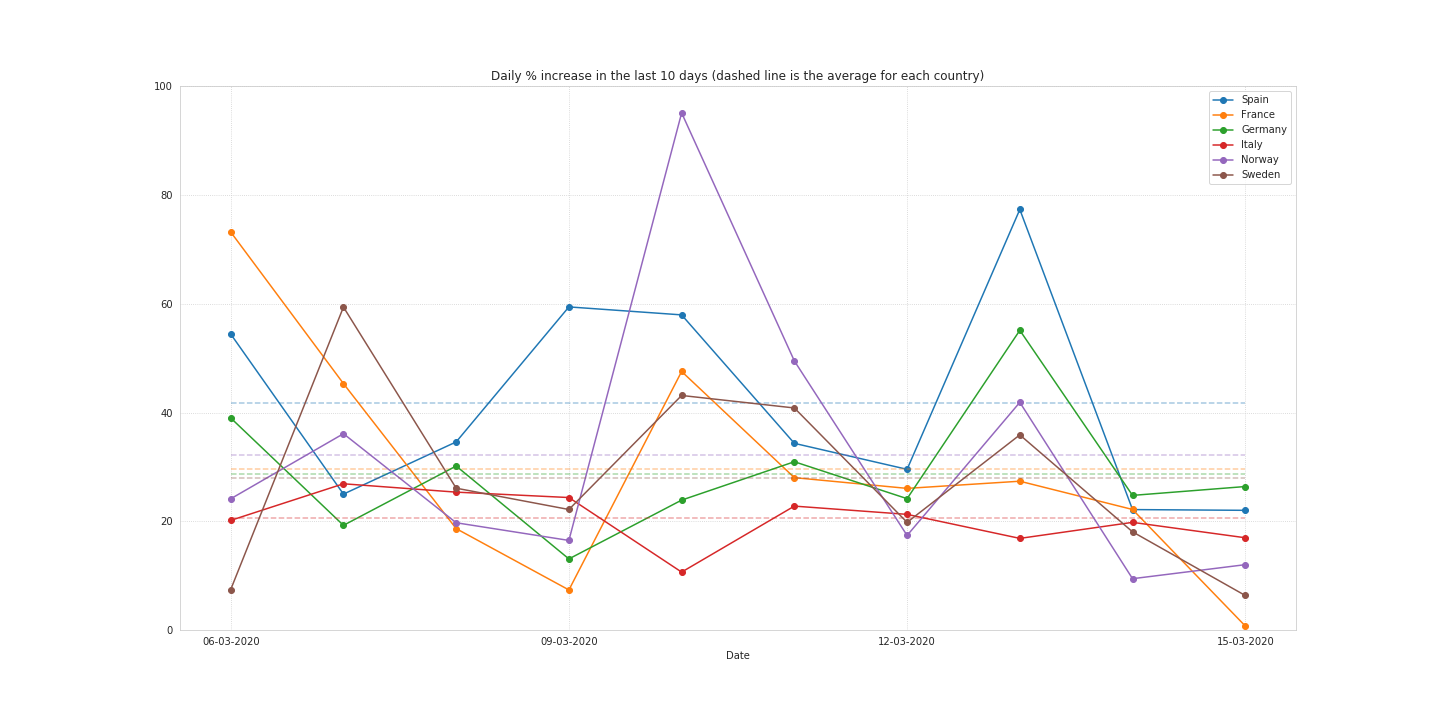 Daily % increase in the last 10 days (dashed line is the average for each country)
100
80
60
40
20
0
Spain
France
Germany
Italy
Norway
Sweden
06-03-2020
09-03-2020
12-03-2020
15-03-2020
Date